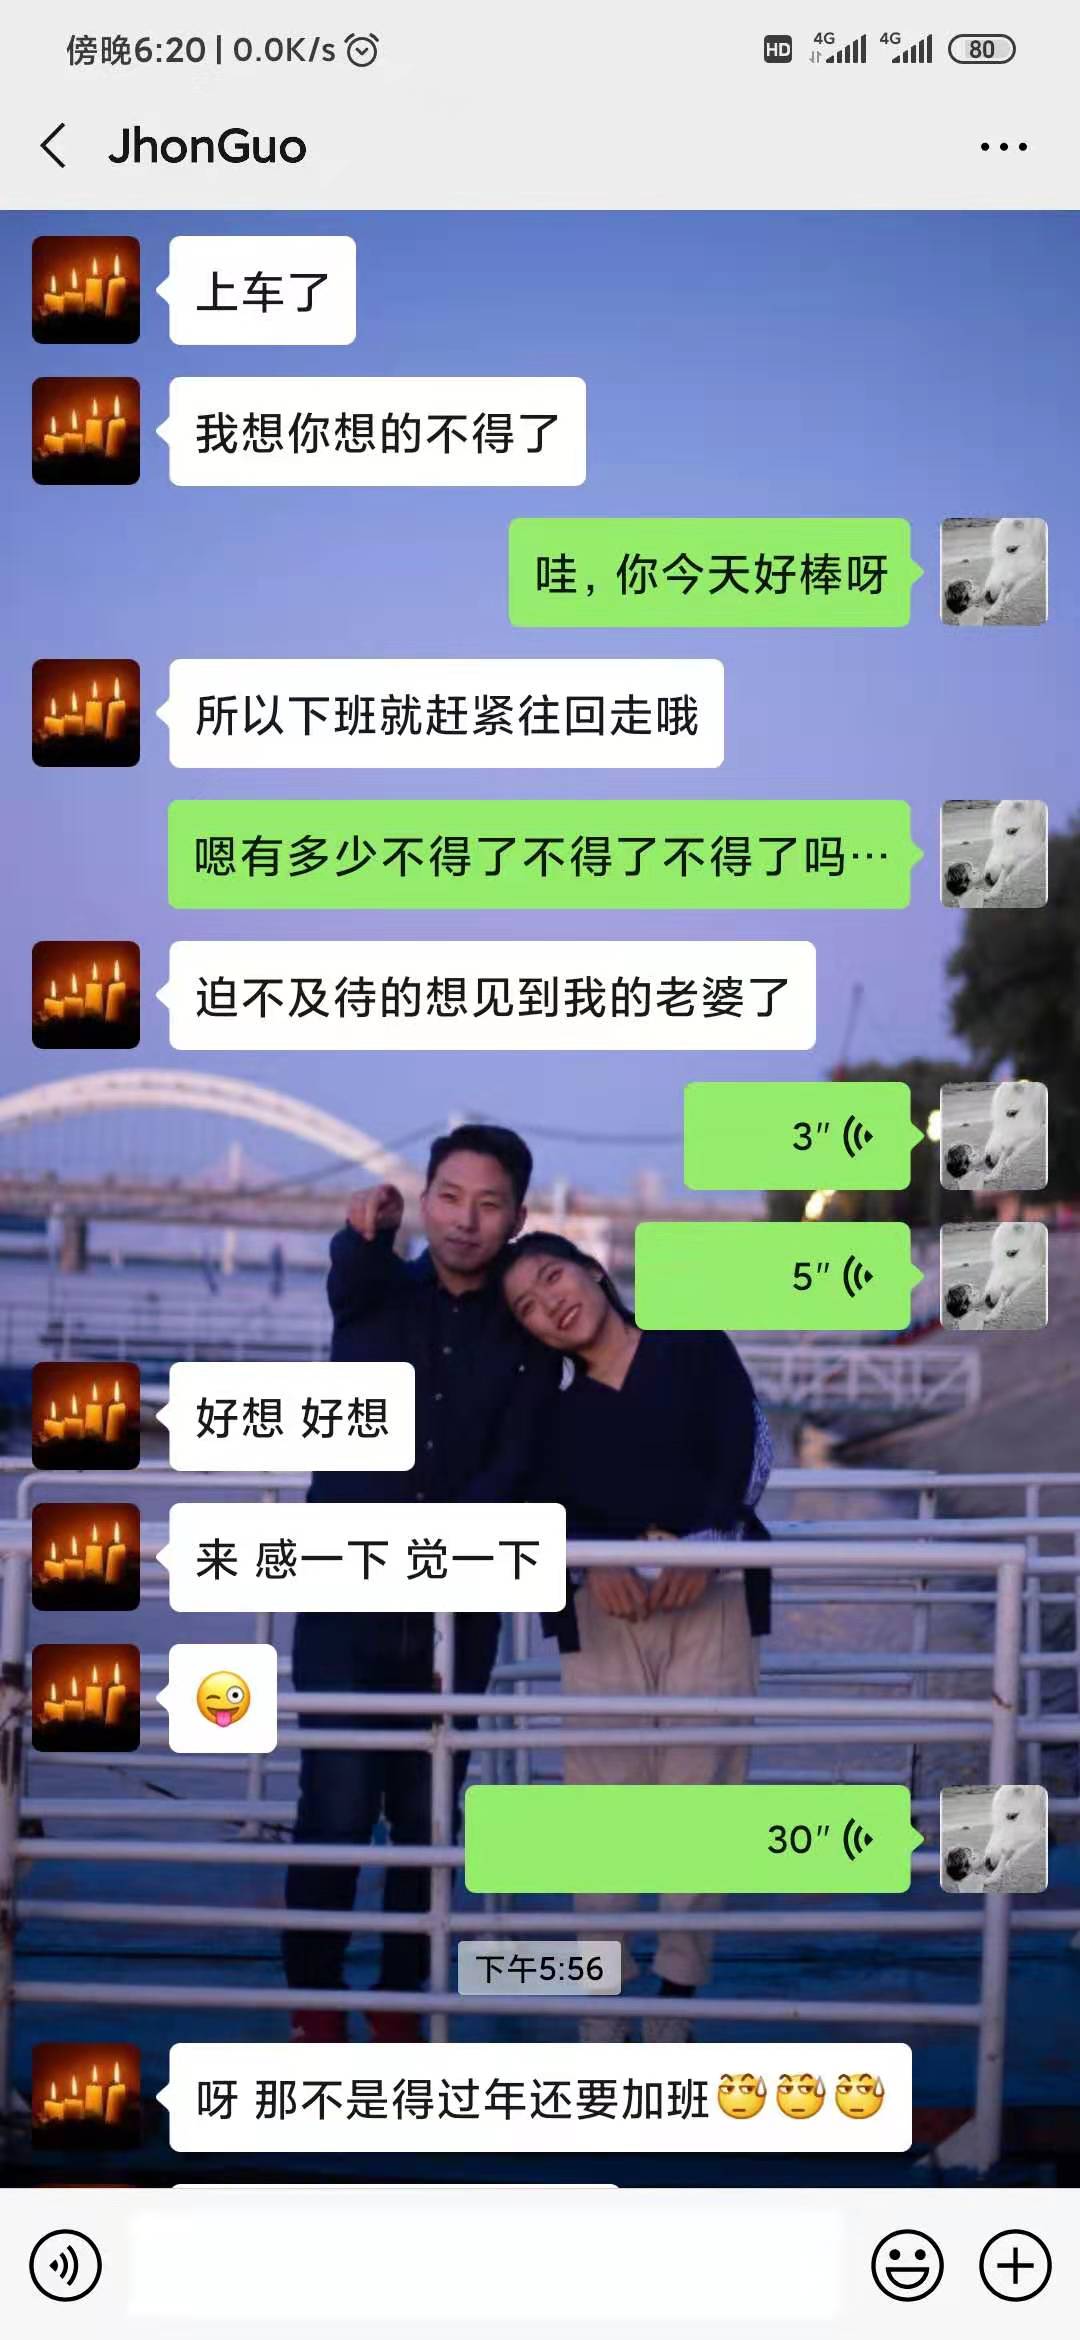 傍晚6:20 | 0.0K/s
HD 4G 4G 80
JhonGuo
上车了
我想你想的不得了
哇，你今天好棒呀
所以下班就赶紧往回走哦
嗯有多少不得了不得了不得了吗…
迫不及待的想见到我的老婆了
3"
5"
好想 好想
来 感一下 觉一下
30"
下午5:56
呀 那不是得过年还要加班